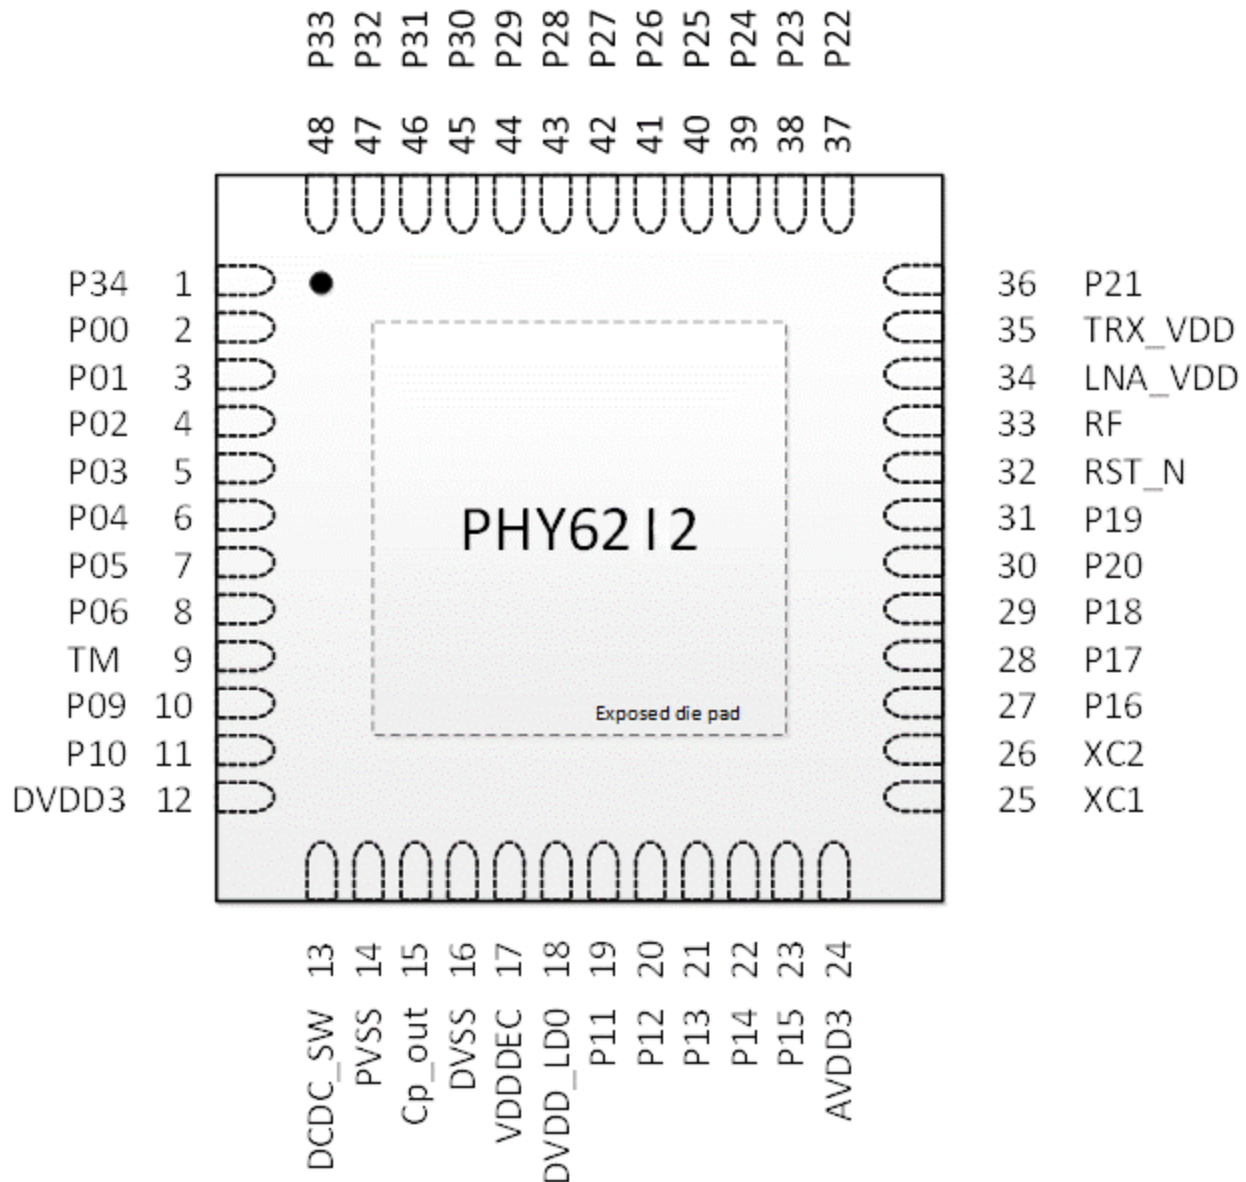 P33 P32 P31 P30 P29 P28 P27 P26 P25 P24 P23 P22
48 47 46 45 44 43 42 41 40 39 38 37
P34 1
P00 2
P01 3
P02 4
P03 5
P04 6
P05 7
P06 8
TM 9
P09 10
P10 11
DVDD3 12
PHY6212
Exposed die pad
36 P21
35 TRX_VDD
34 LNA_VDD
33 RF
32 RST_N
31 P19
30 P20
29 P18
28 P17
27 P16
26 XC2
25 XC1
13 14 15 16 17 18 19 20 21 22 23 24
DCDC_SW PVSS Cp_out DVSS VDDDEC DVDD_LD0 P11 P12 P13 P14 P15 AVDD3